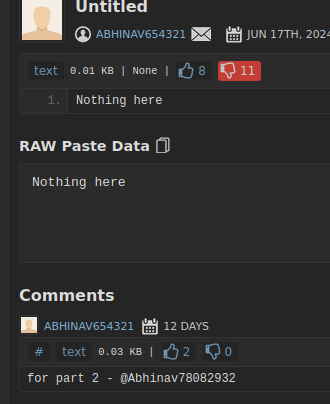 Untitled
ABHINAV654321 JUN 17TH, 2024
text 0.01 KB | None | 8 11
1. Nothing here
RAW Paste Data
Nothing here
Comments
ABHINAV654321 12 DAYS
# text 0.03 KB | 2 0
for part 2 - @Abhinav78082932